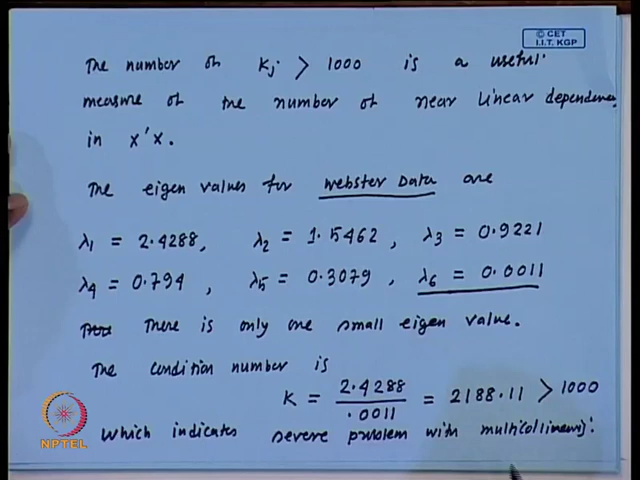 © CET
I.I.T. KGP
The number of Kj > 1000 is a useful
measure of the number of near linear dependence
in X'X.
The eigen values for Webster Data are
λ1 = 2.4288, λ2 = 1.5462, λ3 = 0.9221
λ4 = 0.794, λ5 = 0.3079, λ6 = 0.0011
There is only one small eigen value.
The condition number is
K = 2.4288 / .0011 = 2188.11 > 1000
Which indicates severe problem with multicollinearity.
NPTEL